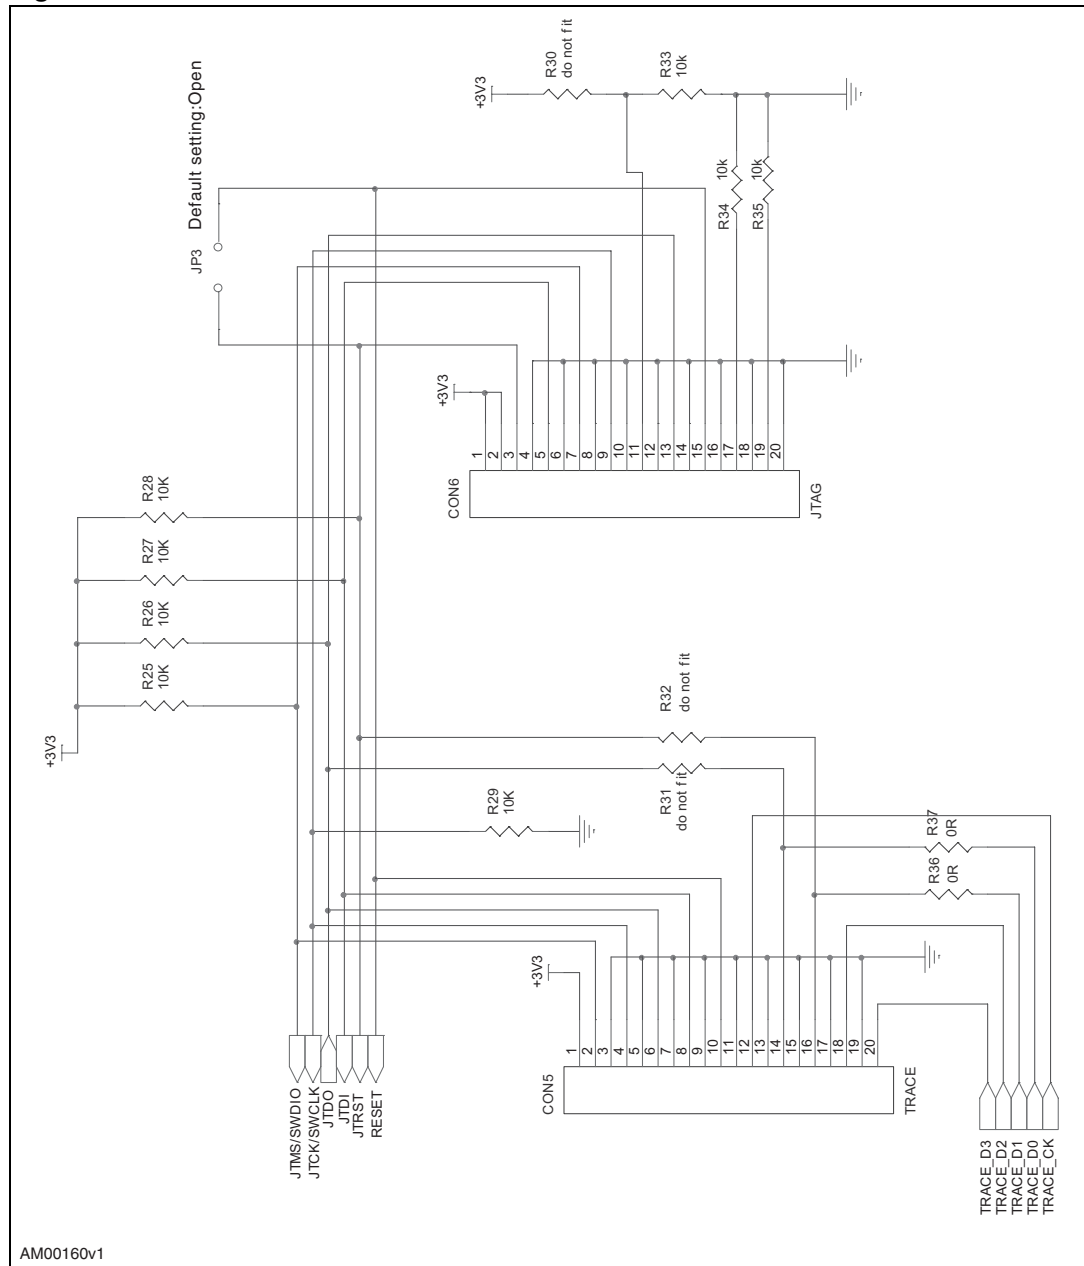 Default setting:Open
JP3
R30
do not fit
R33
10k
+3V3
R34
10k
R35
10k
+3V3
1
2
3
4
5
6
7
8
9
10
11
12
13
14
15
16
17
18
19
20
CON6
JTAG
R28
10K
R27
10K
R26
10K
R25
10K
+3V3
R32
do not fit
R31
do not fit
R29
10K
R37
0R
R36
0R
+3V3
1
2
3
4
5
6
7
8
9
10
11
12
13
14
15
16
17
18
19
20
CON5
TRACE
JTMS/SWDIO
JTCK/SWCLK
JTDO
JTDI
JTRST
RESET
TRACE_D3
TRACE_D2
TRACE_D1
TRACE_D0
TRACE_CK
AM00160v1